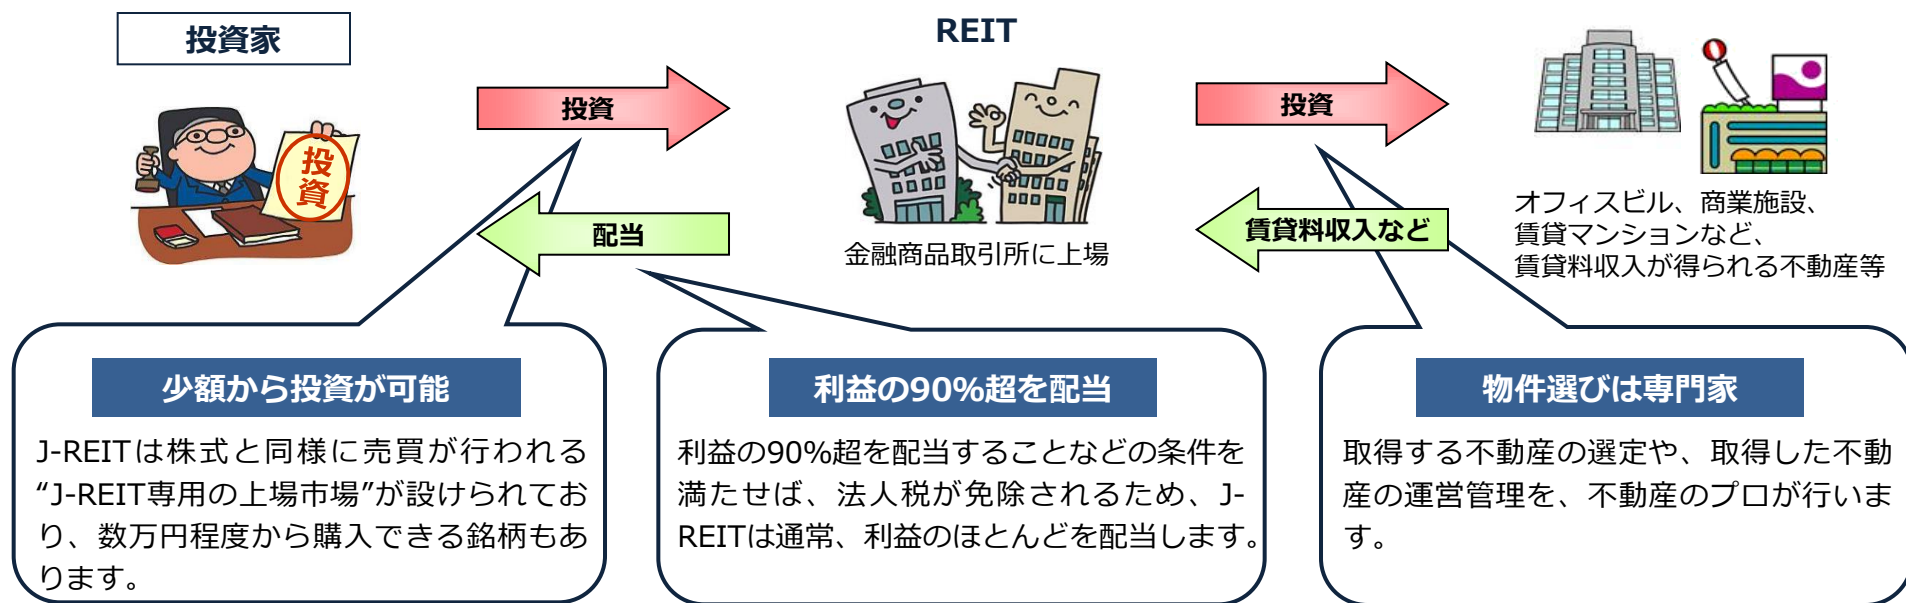 投資家
REIT
投資
投資
投
資
配当
賃貸料収入など
金融商品取引所に上場
オフィスビル、商業施設、
賃貸マンションなど、
賃貸料収入が得られる不動産等
少額から投資が可能
J-REITは株式と同様に売買が行われる
“J-REIT専用の上場市場”が設けられてお
り、数万円程度から購入できる銘柄もあ
ります。
利益の90%超を配当
利益の90%超を配当することなどの条件を
満たせば、法人税が免除されるため、J-
REITは通常、利益のほとんどを配当します。
物件選びは専門家
取得する不動産の選定や、取得した不動
産の運営管理を、不動産のプロが行いま
す。